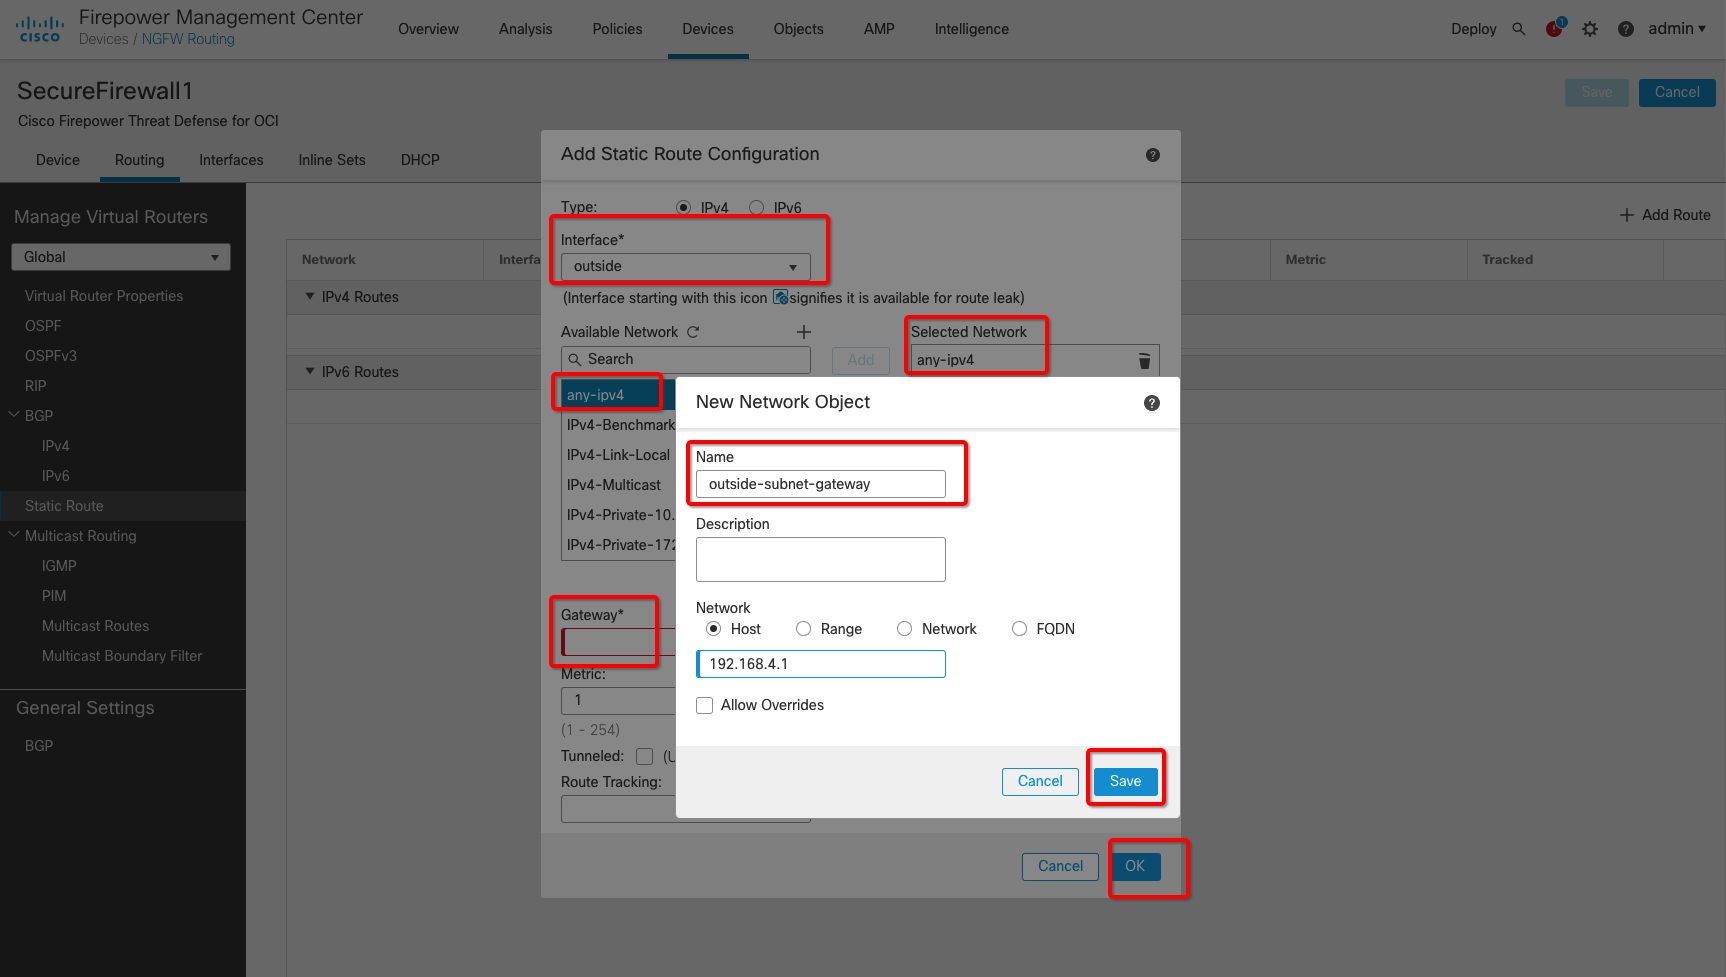 cisco
Firepower Management Center
Devices / NGFW Routing
Overview
Analysis
Policies
Devices
Objects
AMP
Intelligence
Deploy
1
admin
SecureFirewall1
Cisco Firepower Threat Defense for OCI
Save
Cancel
Device
Routing
Interfaces
Inline Sets
DHCP
Manage Virtual Routers
Global
Virtual Router Properties
OSPF
OSPFv3
RIP
BGP
IPv4
IPv6
Static Route
Multicast Routing
IGMP
PIM
Multicast Routes
Multicast Boundary Filter
General Settings
BGP
+ Add Route
Network
Interfa
Metric
Tracked
IPv4 Routes
IPv6 Routes
Add Static Route Configuration
?
Type:
IPv4
IPv6
Interface*
outside
(Interface starting with this icon signifies it is available for route leak)
Available Network
+
Search
Add
Selected Network
any-ipv4
any-ipv4
IPv4-Benchmark
IPv4-Link-Local
IPv4-Multicast
IPv4-Private-10.
IPv4-Private-172
Gateway*
Metric:
1
(1 - 254)
Tunneled:
(U
Route Tracking:
New Network Object
?
Name
outside-subnet-gateway
Description
Network
Host
Range
Network
FQDN
192.168.4.1
Allow Overrides
Cancel
Save
Cancel
OK